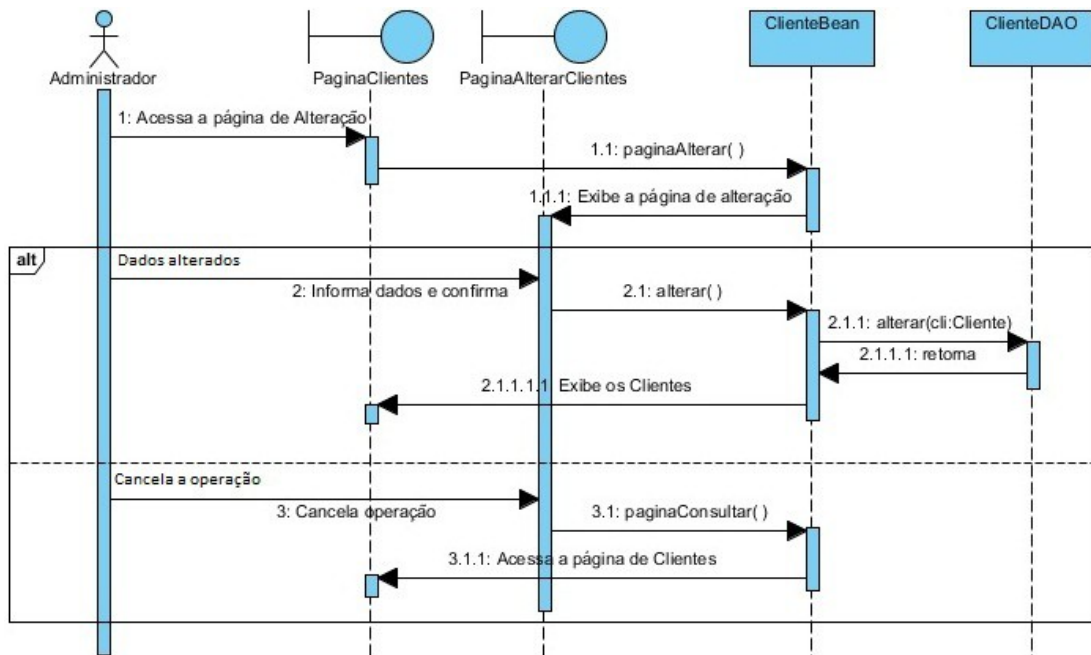 ClienteBean
ClienteDAO
Administrador
PaginaClientes
PaginaAlterarClientes
1: Acessa a página de Alteração
1.1: paginaAlterar( )
1.1.1: Exibe a página de alteração
alt
Dados alterados
2: Informa dados e confirma
2.1: alterar( )
2.1.1: alterar(cli:Cliente)
2.1.1.1: retorna
2.1.1.1.1: Exibe os Clientes
Cancela a operação
3: Cancela operação
3.1: paginaConsultar( )
3.1.1: Acessa a página de Clientes